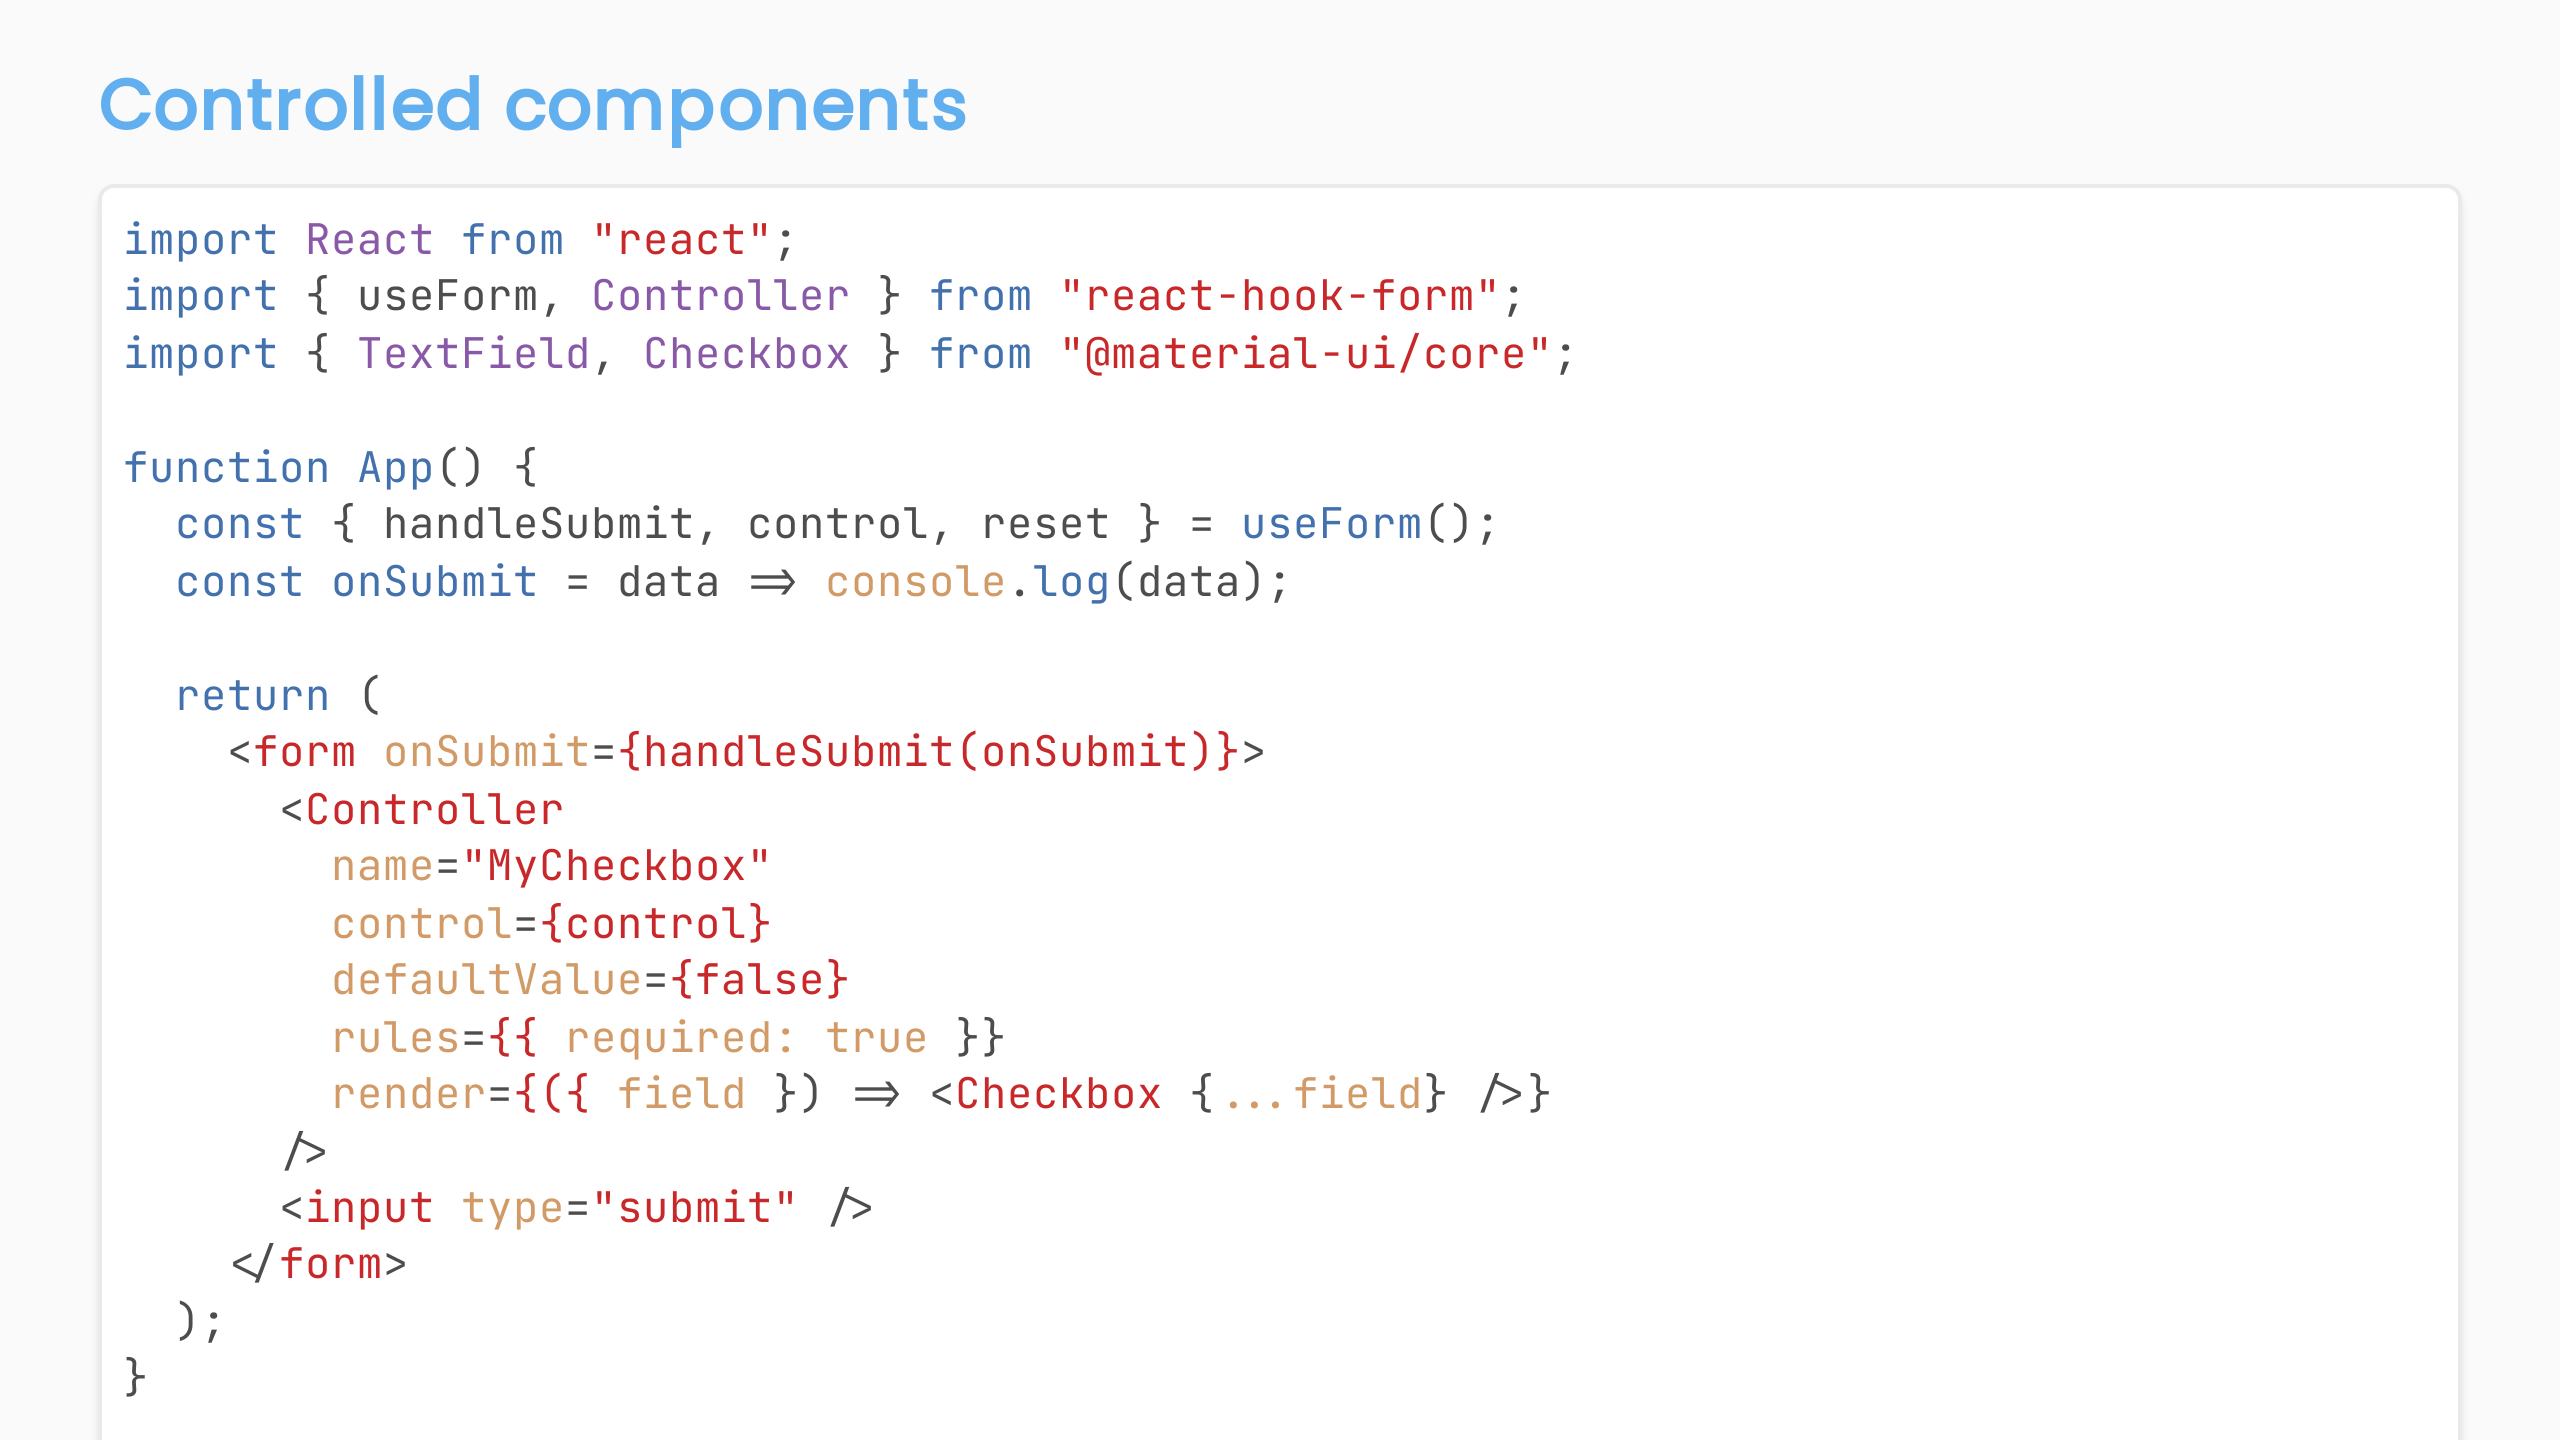 Controlled components
import React from "react";
import { useForm, Controller } from "react-hook-form";
import { TextField, Checkbox } from "@material-ui/core";
function App() {
  const { handleSubmit, control, reset } = useForm();
  const onSubmit = data => console.log(data);
  return (
    <form onSubmit={handleSubmit(onSubmit)}>
      <Controller
        name="MyCheckbox"
        control={control}
        defaultValue={false}
        rules={{ required: true }}
        render={({ field }) => <Checkbox {...field} />}
      />
      <input type="submit" />
    </form>
  );
}